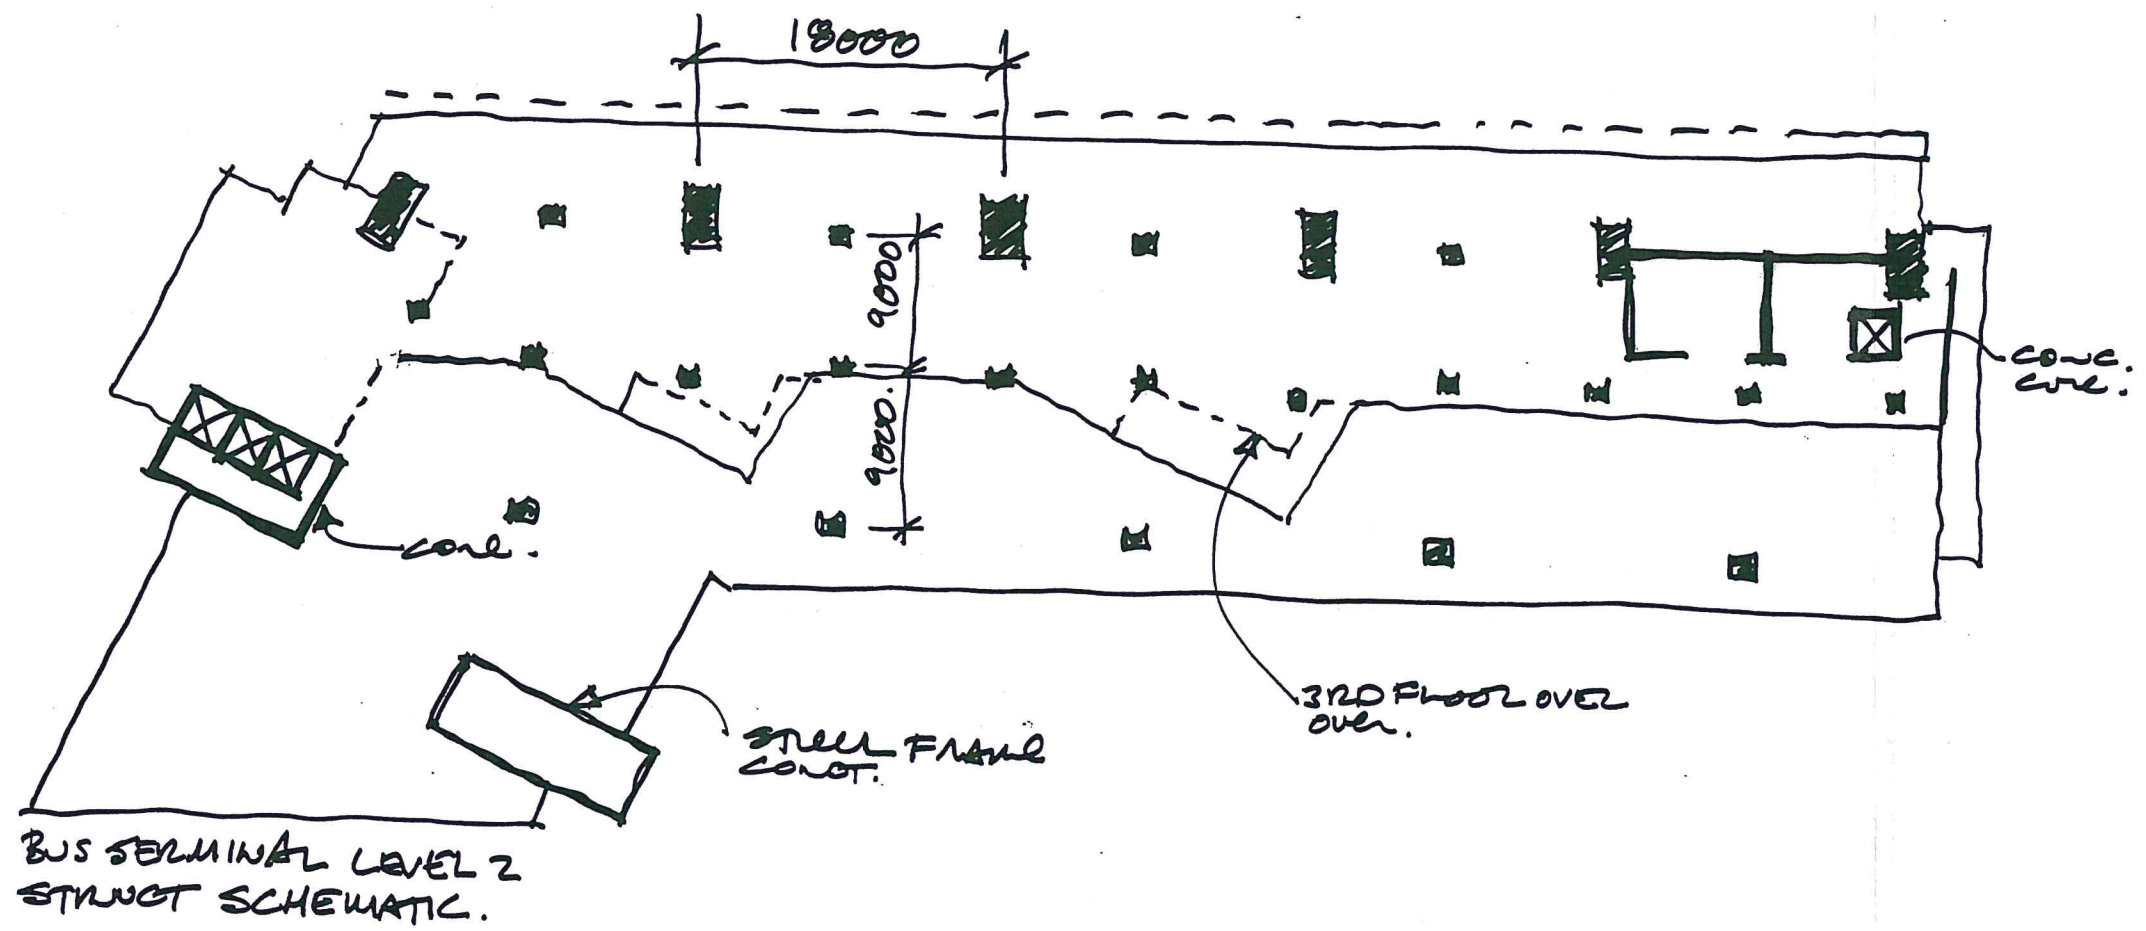 18000
9000
9000.
CONC.
CORE.
CORE.
3RD FLOOR OVER
OVER.
STEEL FRAME
CONST.
BUS TERMINAL LEVEL 2
STRUCT SCHEMATIC.